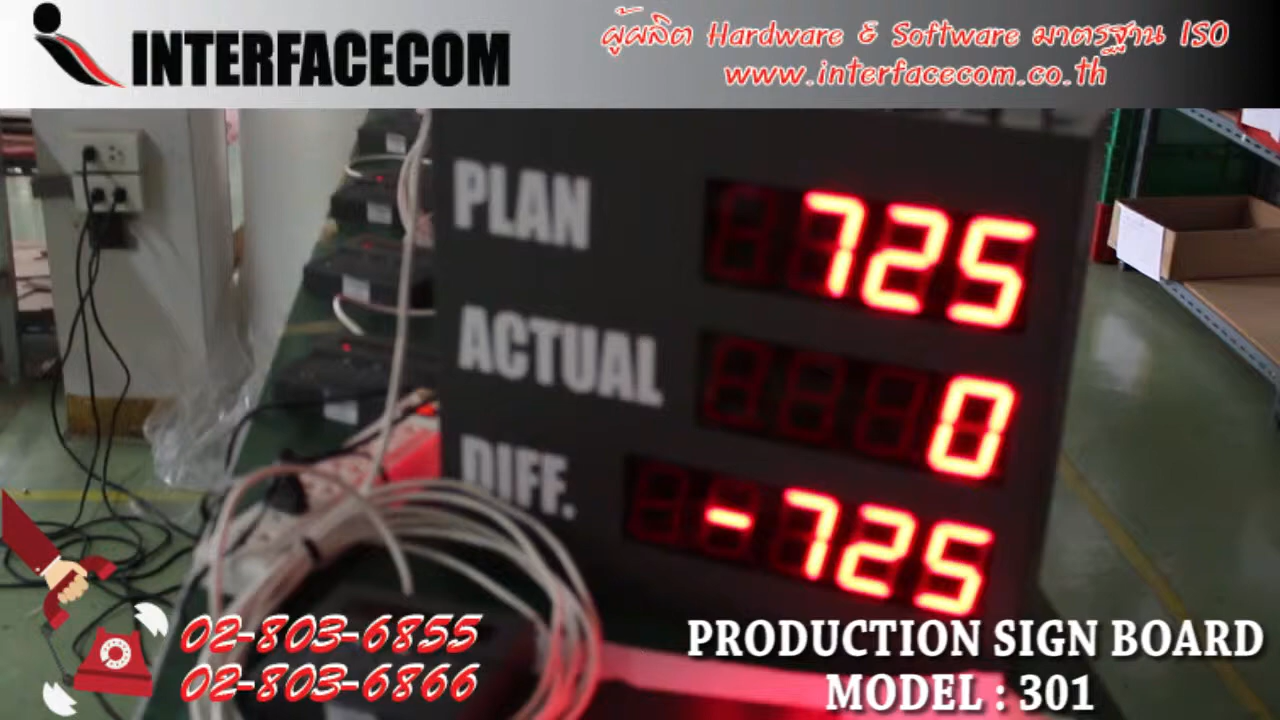 INTERFACECOM
ผู้ผลิต Hardware & Software มาตรฐาน ISO
www.interfacecom.co.th
PLAN 725
ACTUAL 0
DIFF. -725
02-803-6855
02-803-6866
PRODUCTION SIGN BOARD
MODEL : 301